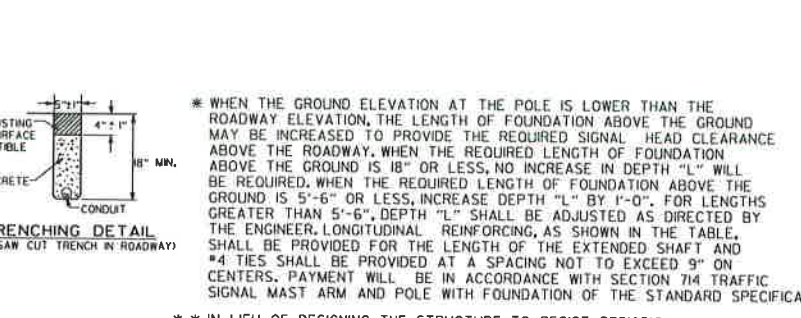 5"±1"
4"±1"
18" MIN.
CONDUIT
TRENCHING DETAIL
SAW CUT TRENCH IN ROADWAY)
* WHEN THE GROUND ELEVATION AT THE POLE IS LOWER THAN THE
ROADWAY ELEVATION, THE LENGTH OF FOUNDATION ABOVE THE GROUND
MAY BE INCREASED TO PROVIDE THE REQUIRED SIGNAL HEAD CLEARANCE
ABOVE THE ROADWAY. WHEN THE REQUIRED LENGTH OF FOUNDATION
ABOVE THE GROUND IS 18" OR LESS, NO INCREASE IN DEPTH "L" WILL
BE REQUIRED. WHEN THE REQUIRED LENGTH OF FOUNDATION ABOVE THE
GROUND IS 5'-6" OR LESS, INCREASE DEPTH "L" BY 1'-0". FOR LENGTHS
GREATER THAN 5'-6", DEPTH "L" SHALL BE ADJUSTED AS DIRECTED BY
THE ENGINEER. LONGITUDINAL REINFORCING, AS SHOWN IN THE TABLE,
SHALL BE PROVIDED FOR THE LENGTH OF THE EXTENDED SHAFT AND
#4 TIES SHALL BE PROVIDED AT A SPACING NOT TO EXCEED 9" ON
CENTERS. PAYMENT WILL BE IN ACCORDANCE WITH SECTION 714 TRAFFIC
SIGNAL MAST ARM AND POLE WITH FOUNDATION OF THE STANDARD SPECIFICA
* * IN LIEU OF DESIGNING THE STRUCTURE TO RESIST